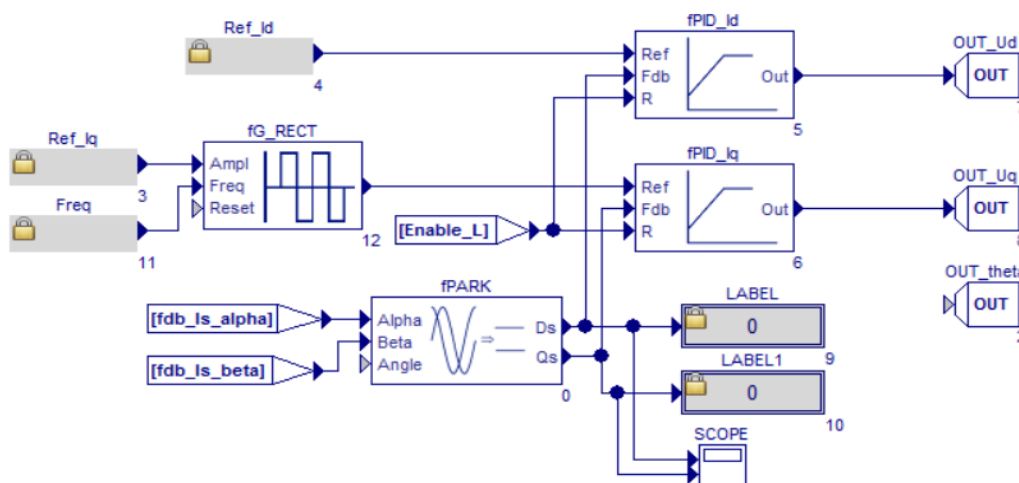 Ref_Id
4
fPID_Id
Ref
Fdb
R
Out
5
OUT_Ud
OUT
Ref_Iq
3
Freq
11
fG_RECT
Ampl
Freq
Reset
12
fPID_Iq
Ref
Fdb
R
Out
6
OUT_Uq
OUT
[Enable_L]
OUT_theta
OUT
[fdb_Is_alpha]
[fdb_Is_beta]
fPARK
Alpha
Beta
Angle
⇒
Ds
Qs
0
LABEL
0
9
LABEL1
0
10
SCOPE